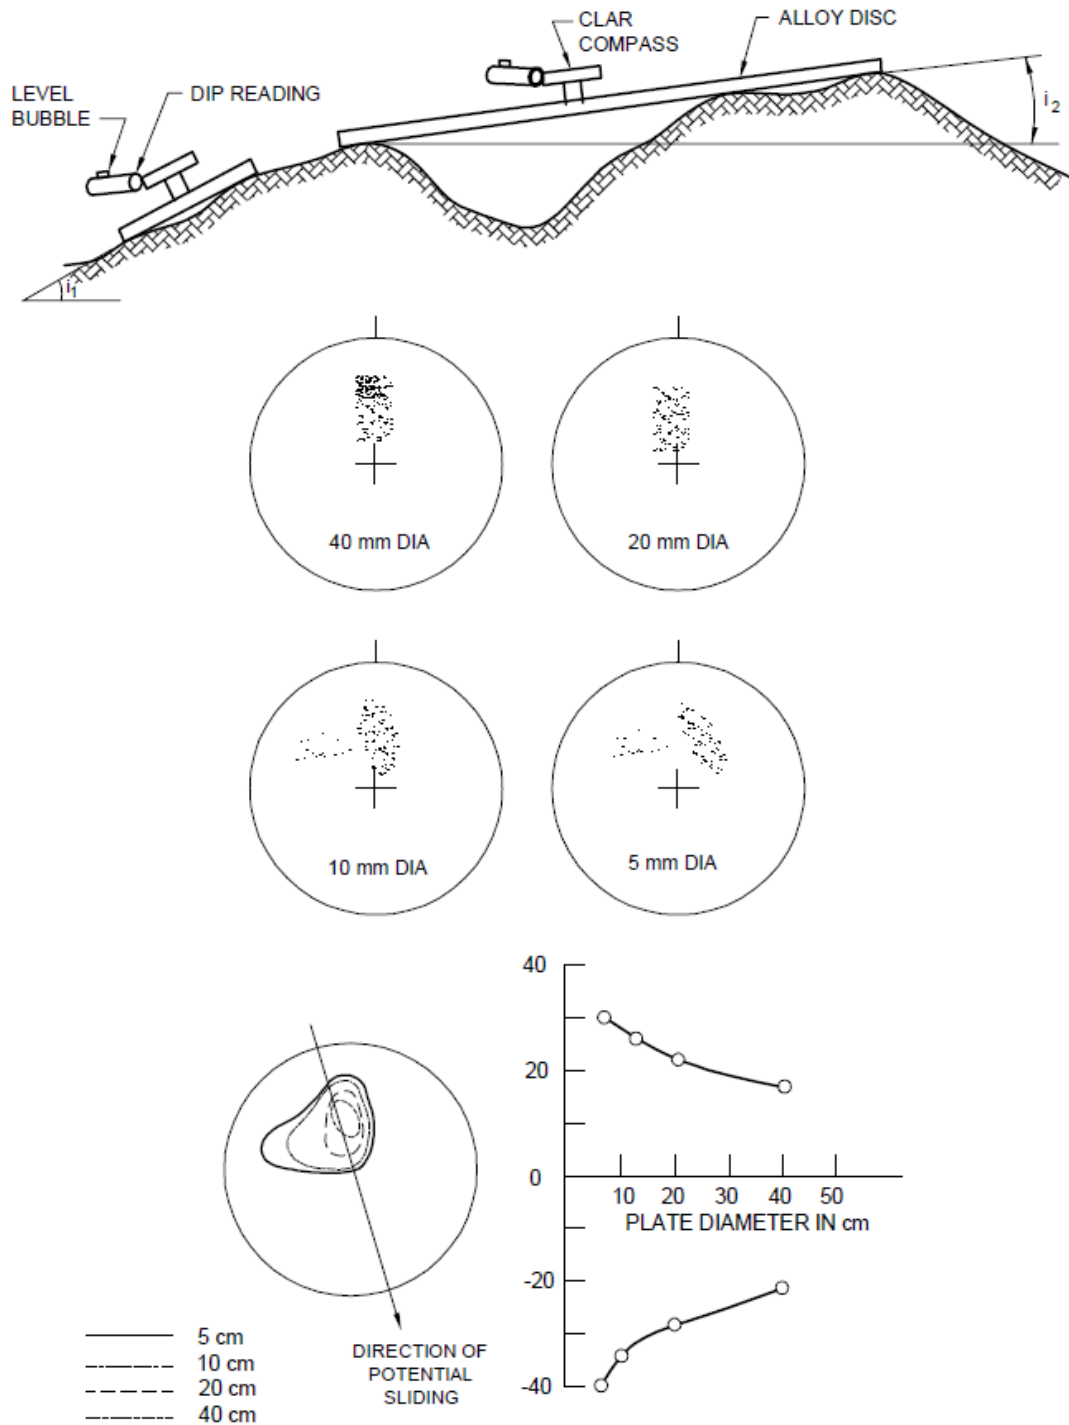 CLAR
COMPASS
ALLOY DISC
LEVEL
BUBBLE
DIP READING
i2
i1
40 mm DIA
20 mm DIA
10 mm DIA
5 mm DIA
40
20
0
-20
-40
10 20 30 40 50
PLATE DIAMETER IN cm
DIRECTION OF
POTENTIAL
SLIDING
5 cm
10 cm
20 cm
40 cm